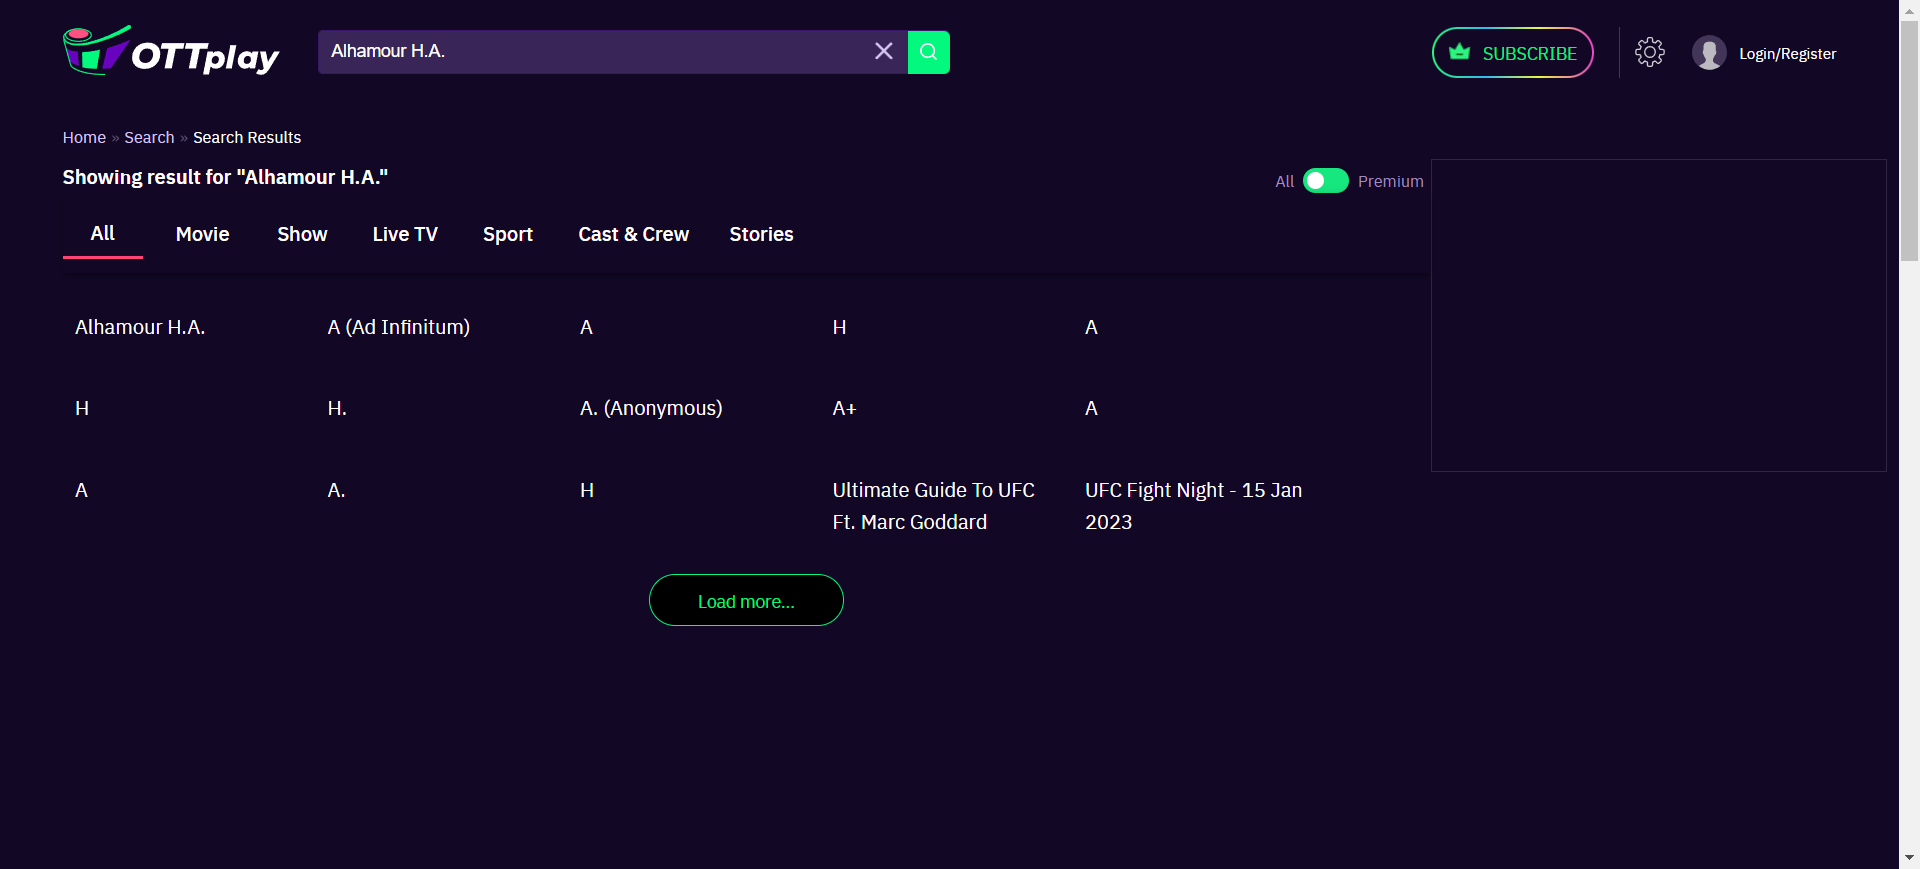 OTTplay
Alhamour H.A.
SUBSCRIBE
Login/Register
Home » Search » Search Results
Showing result for "Alhamour H.A."
All Premium
All Movie Show Live TV Sport Cast & Crew Stories
Alhamour H.A. A (Ad Infinitum) A H A
H H. A. (Anonymous) A+ A
A A. H Ultimate Guide To UFC UFC Fight Night - 15 Jan
Ft. Marc Goddard 2023
Load more...